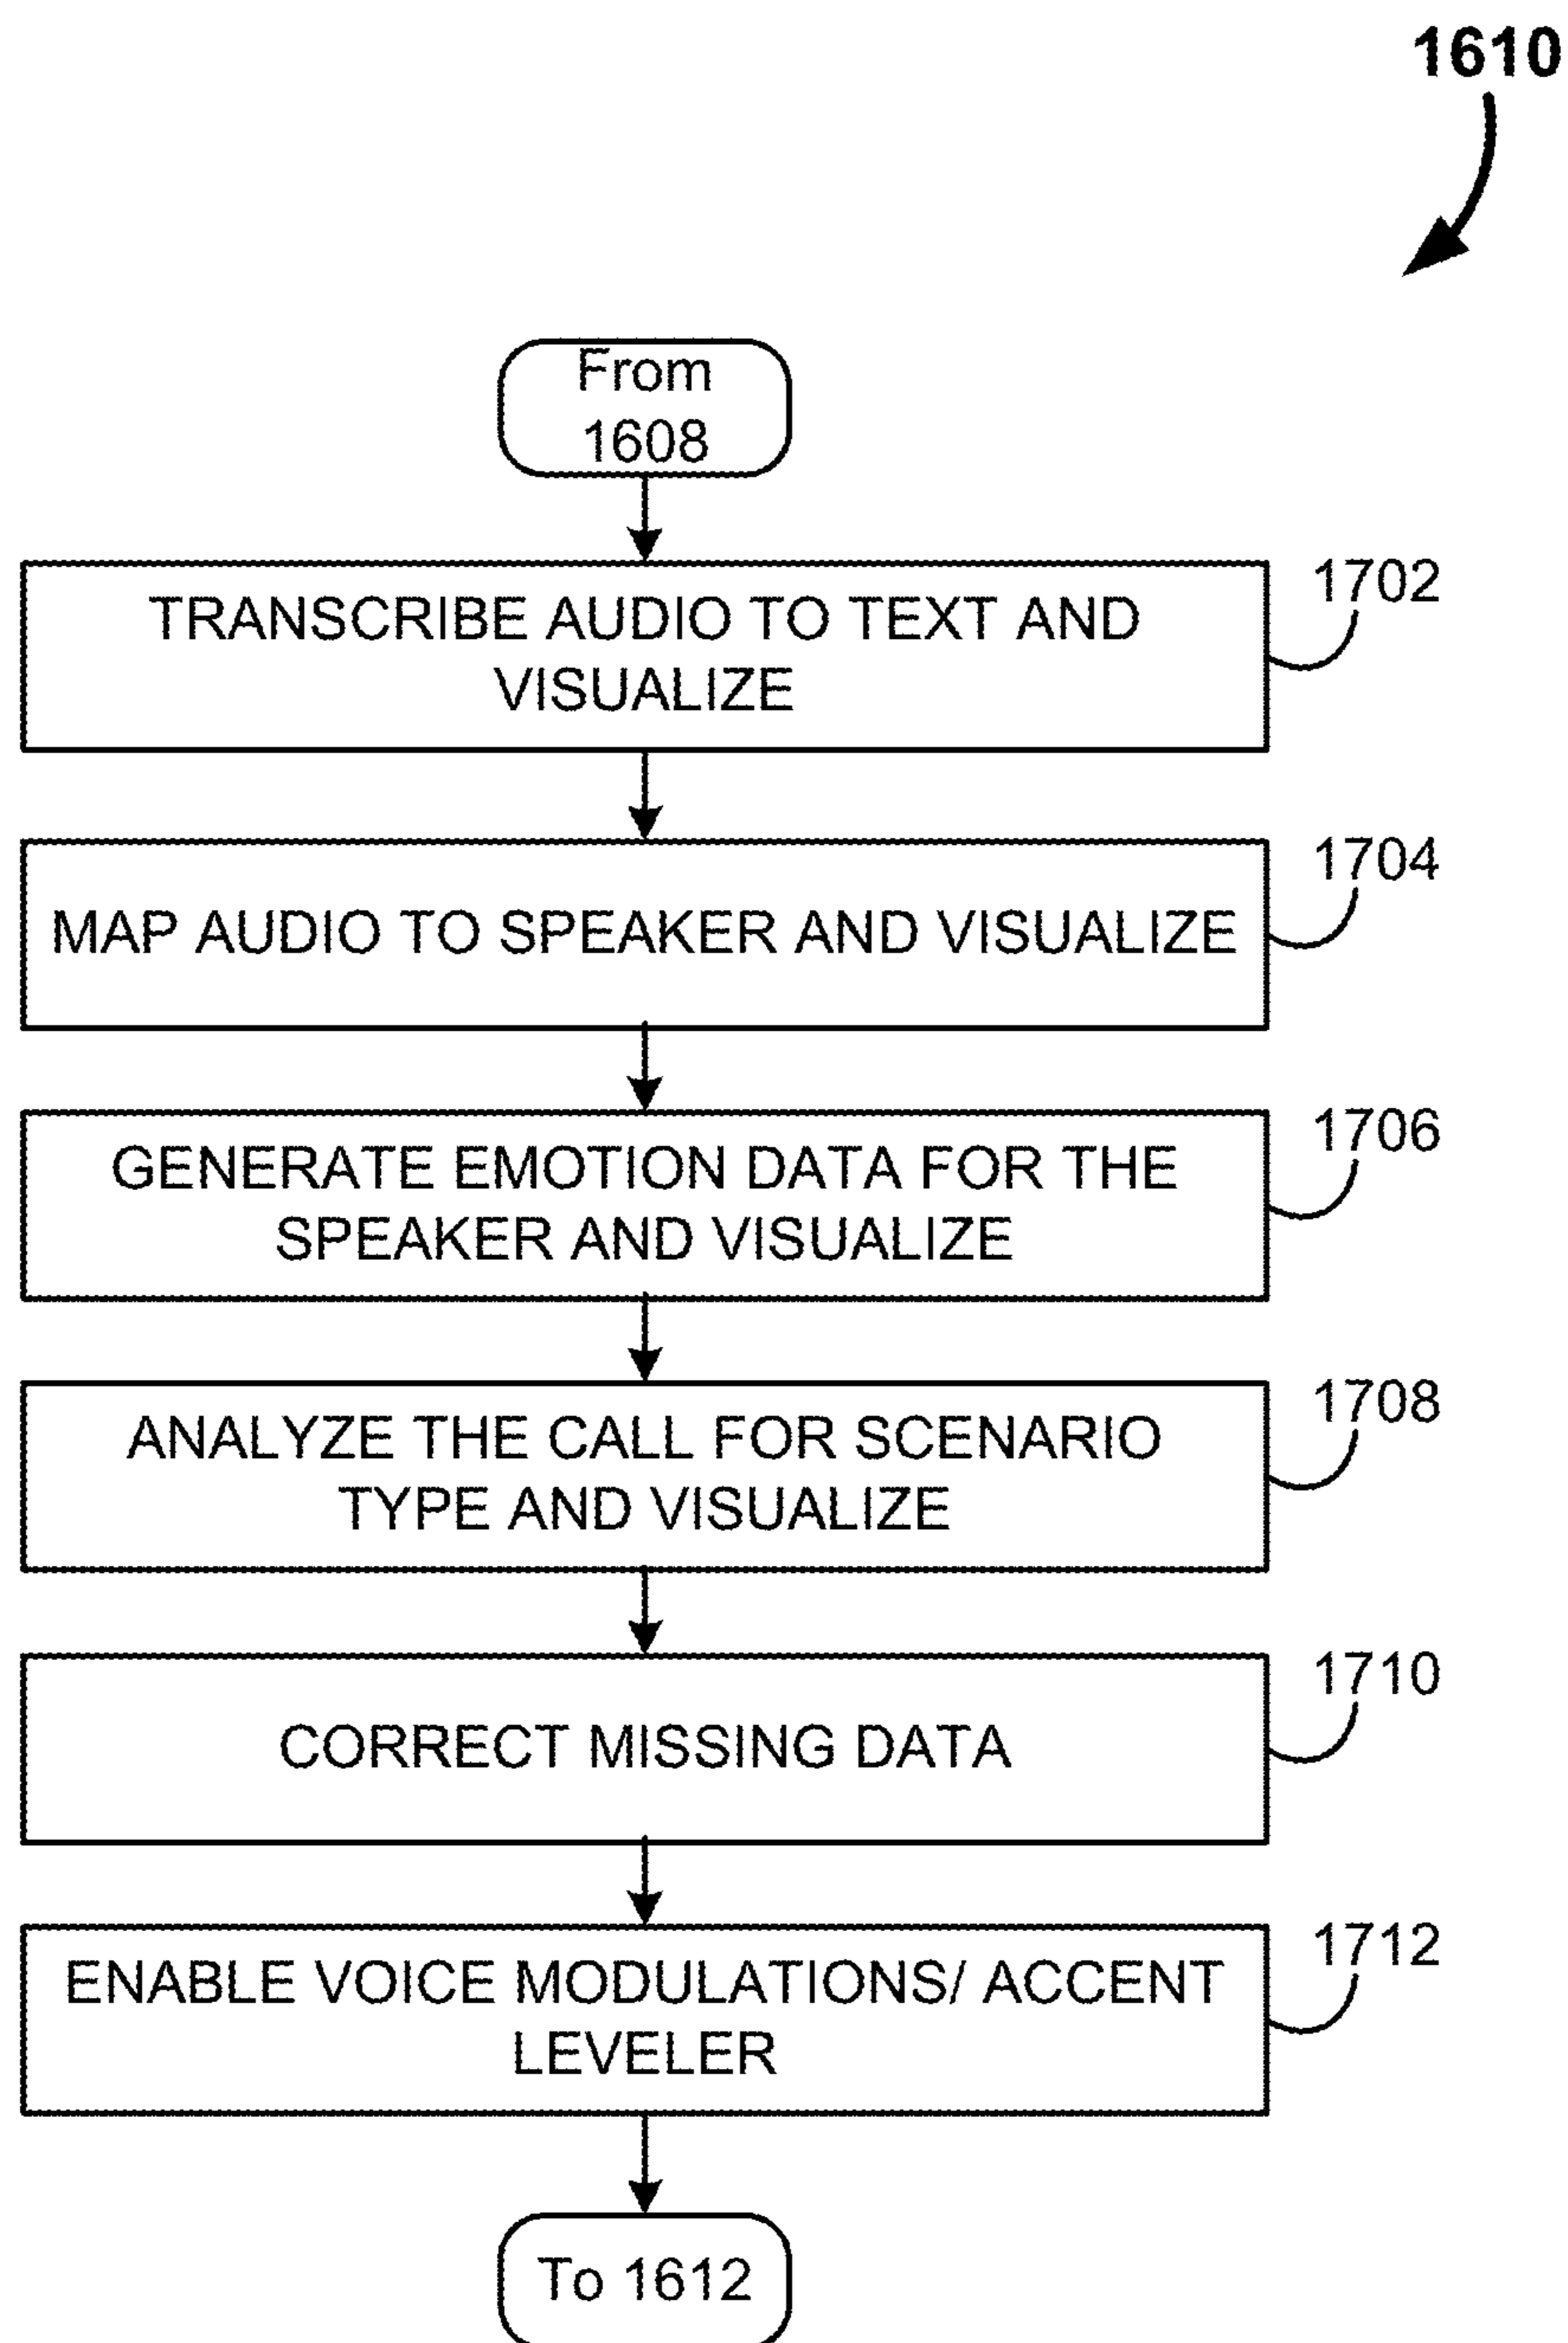 1610
From
1608
TRANSCRIBE AUDIO TO TEXT AND
VISUALIZE
1702
MAP AUDIO TO SPEAKER AND VISUALIZE
1704
GENERATE EMOTION DATA FOR THE
SPEAKER AND VISUALIZE
1706
ANALYZE THE CALL FOR SCENARIO
TYPE AND VISUALIZE
1708
CORRECT MISSING DATA
1710
ENABLE VOICE MODULATIONS/ ACCENT
LEVELER
1712
To 1612